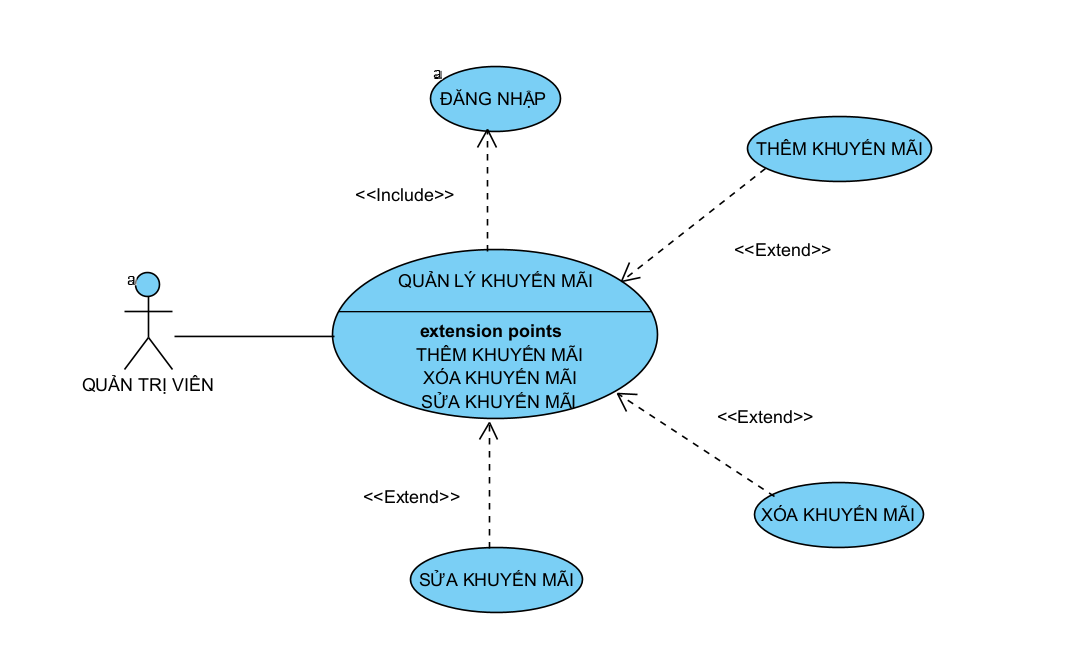 a
ĐĂNG NHẬP
THÊM KHUYẾN MÃI
<<Include>>
<<Extend>>
a
QUẢN TRỊ VIÊN
QUẢN LÝ KHUYẾN MÃI
extension points
THÊM KHUYẾN MÃI
XÓA KHUYẾN MÃI
SỬA KHUYẾN MÃI
<<Extend>>
<<Extend>>
XÓA KHUYẾN MÃI
SỬA KHUYẾN MÃI